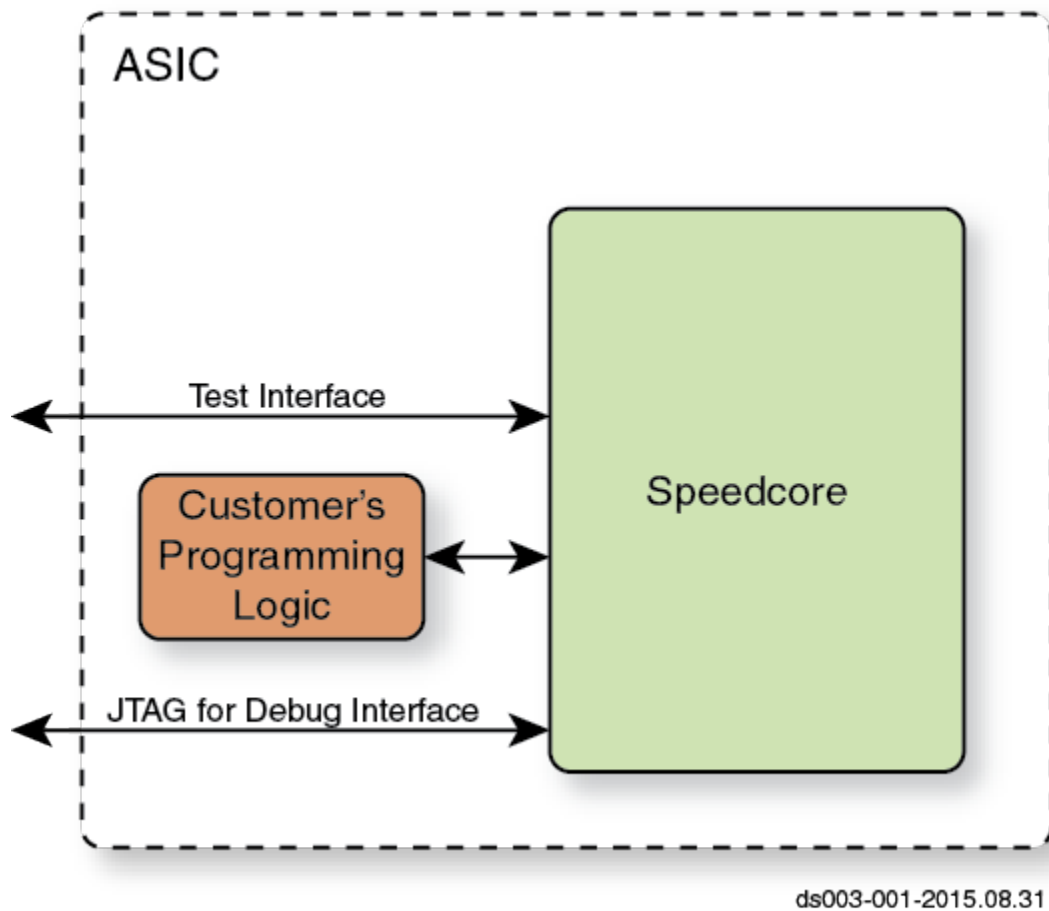 ASIC
Test Interface
Customer's
Programming
Logic
Speedcore
JTAG for Debug Interface
ds003-001-2015.08.31